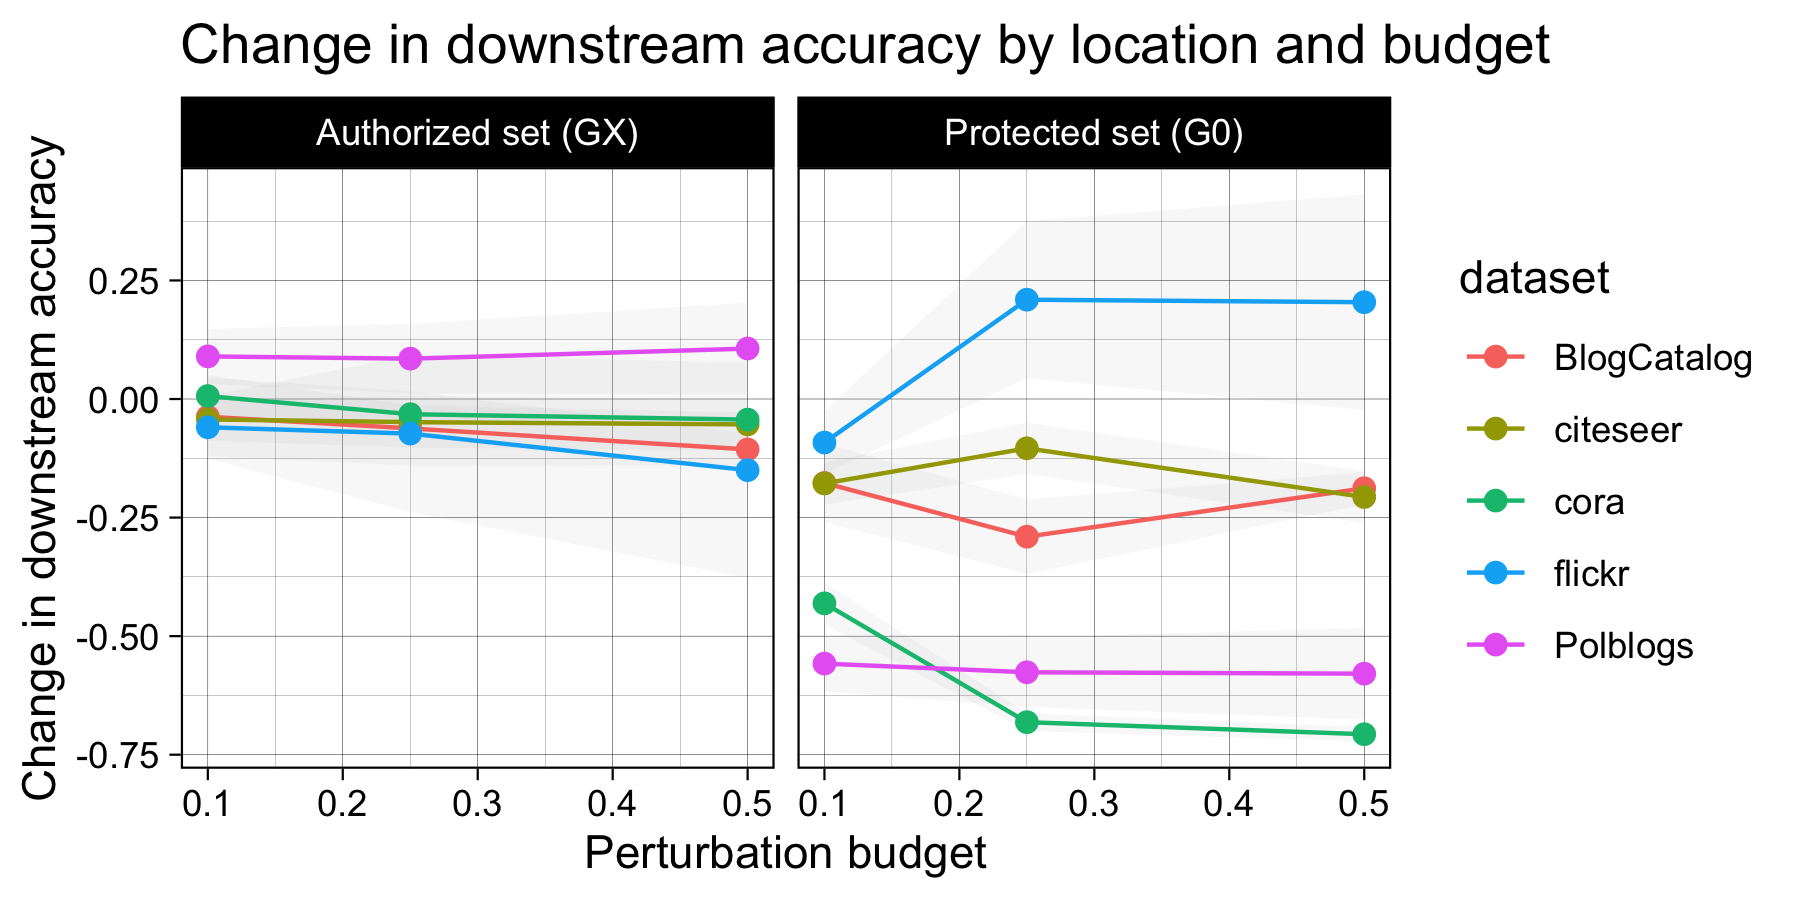 Change in downstream accuracy by location and budget
Authorized set (GX)
Protected set (G0)
Change in downstream accuracy
0.25
0.00
-0.25
-0.50
-0.75
0.1 0.2 0.3 0.4 0.5
0.1 0.2 0.3 0.4 0.5
Perturbation budget
dataset
BlogCatalog
citeseer
cora
flickr
Polblogs